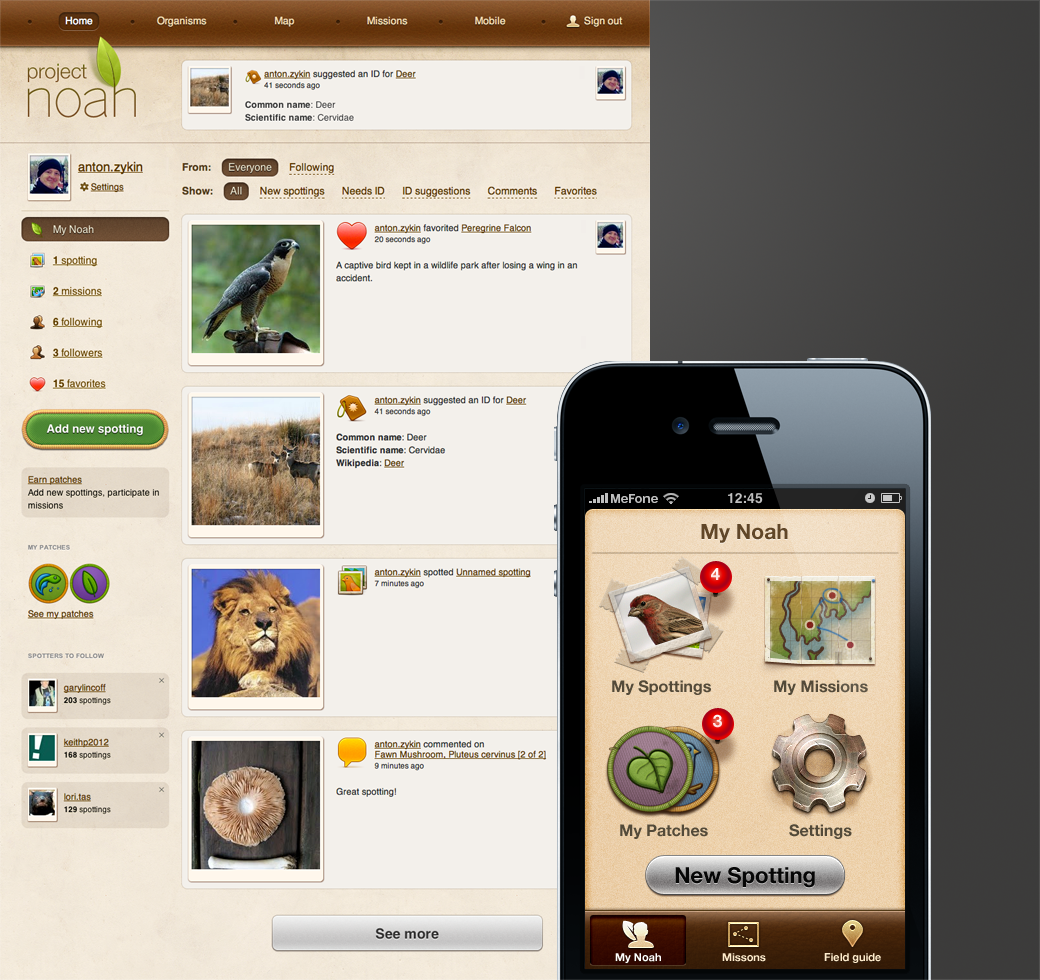 Home
Organisms
Map
Missions
Mobile
Sign out
project
noah
anton.zykin suggested an ID for Deer
41 seconds ago
Common name: Deer
Scientific name: Cervidae
anton.zykin
Settings
From: Everyone Following
Show: All New spottings Needs ID ID suggestions Comments Favorites
My Noah
1 spotting
2 missions
6 following
3 followers
15 favorites
Add new spotting
Earn patches
Add new spottings, participate in
missions
MY PATCHES
See my patches
SPOTTERS TO FOLLOW
garylincoff
203 spottings
keithp2012
168 spottings
lori.tas
129 spottings
anton.zykin favorited Peregrine Falcon
20 seconds ago
A captive bird kept in a wildlife park after losing a wing in an
accident.
anton.zykin suggested an ID for Deer
41 seconds ago
Common name: Deer
Scientific name: Cervidae
Wikipedia: Deer
anton.zykin spotted Unnamed spotting
7 minutes ago
anton.zykin commented on
Fawn Mushroom, Pluteus cervinus [2 of 2]
9 minutes ago
Great spotting!
See more
MeFone 12:45
My Noah
4
My Spottings
My Missions
3
My Patches
Settings
New Spotting
My Noah
Missons
Field guide